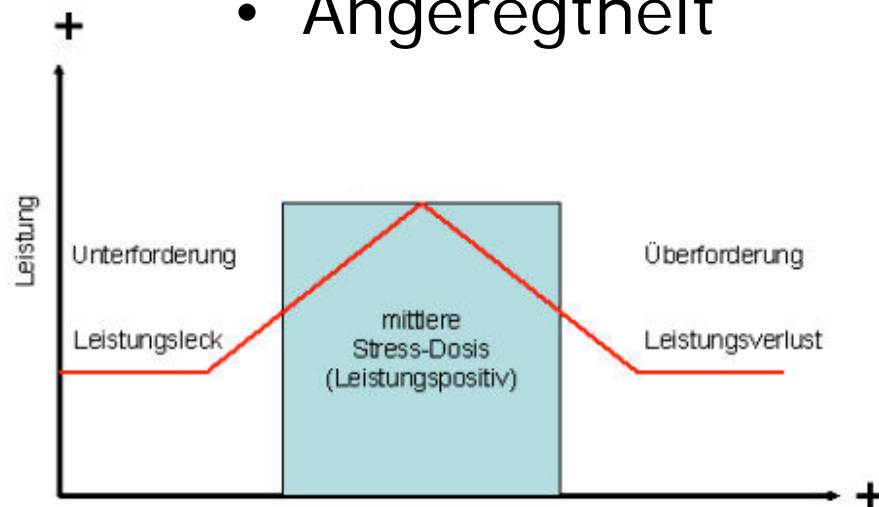 • Angeregtheit
+
Leistung
Unterforderung
Überforderung
Leistungsleck
mittlere
Stress-Dosis
(Leistungspositiv)
Leistungsverlust
+